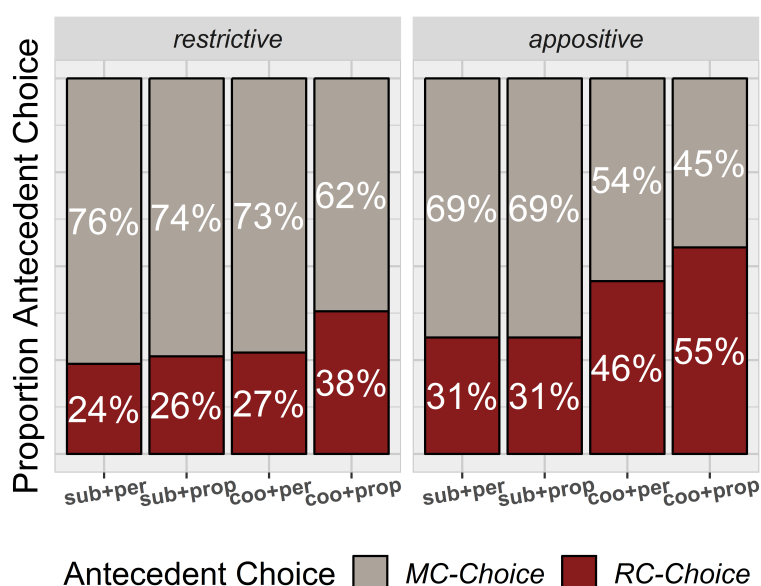 restrictive appositive
Proportion Antecedent Choice
76% 74% 73% 62% 69% 69% 54% 45%
24% 26% 27% 38% 31% 31% 46% 55%
sub+per sub+prop coo+per coo+prop sub+per sub+prop coo+per coo+prop
Antecedent Choice MC-Choice RC-Choice